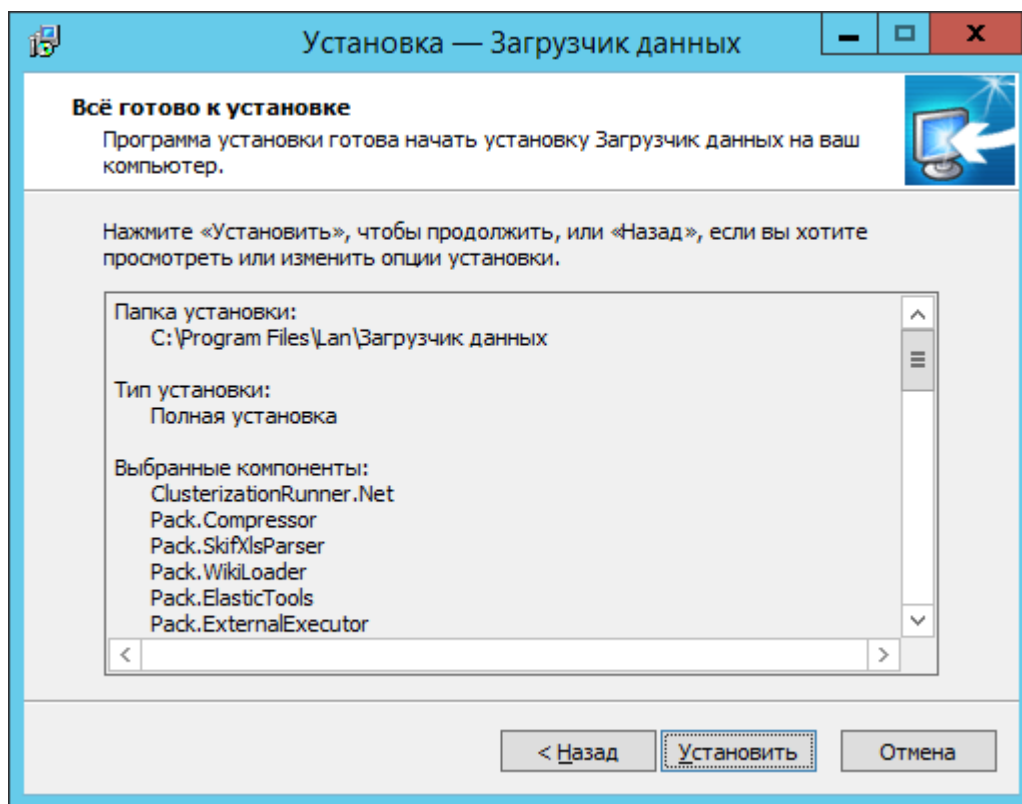 Установка — Загрузчик данных
Всё готово к установке
Программа установки готова начать установку Загрузчик данных на ваш
компьютер.
Нажмите «Установить», чтобы продолжить, или «Назад», если вы хотите
просмотреть или изменить опции установки.
Папка установки:
C:\Program Files\Lan\Загрузчик данных
Тип установки:
Полная установка
Выбранные компоненты:
ClusterizationRunner.Net
Pack.Compressor
Pack.SkifXlsParser
Pack.WikiLoader
Pack.ElasticTools
Pack.ExternalExecutor
< Назад
Установить
Отмена